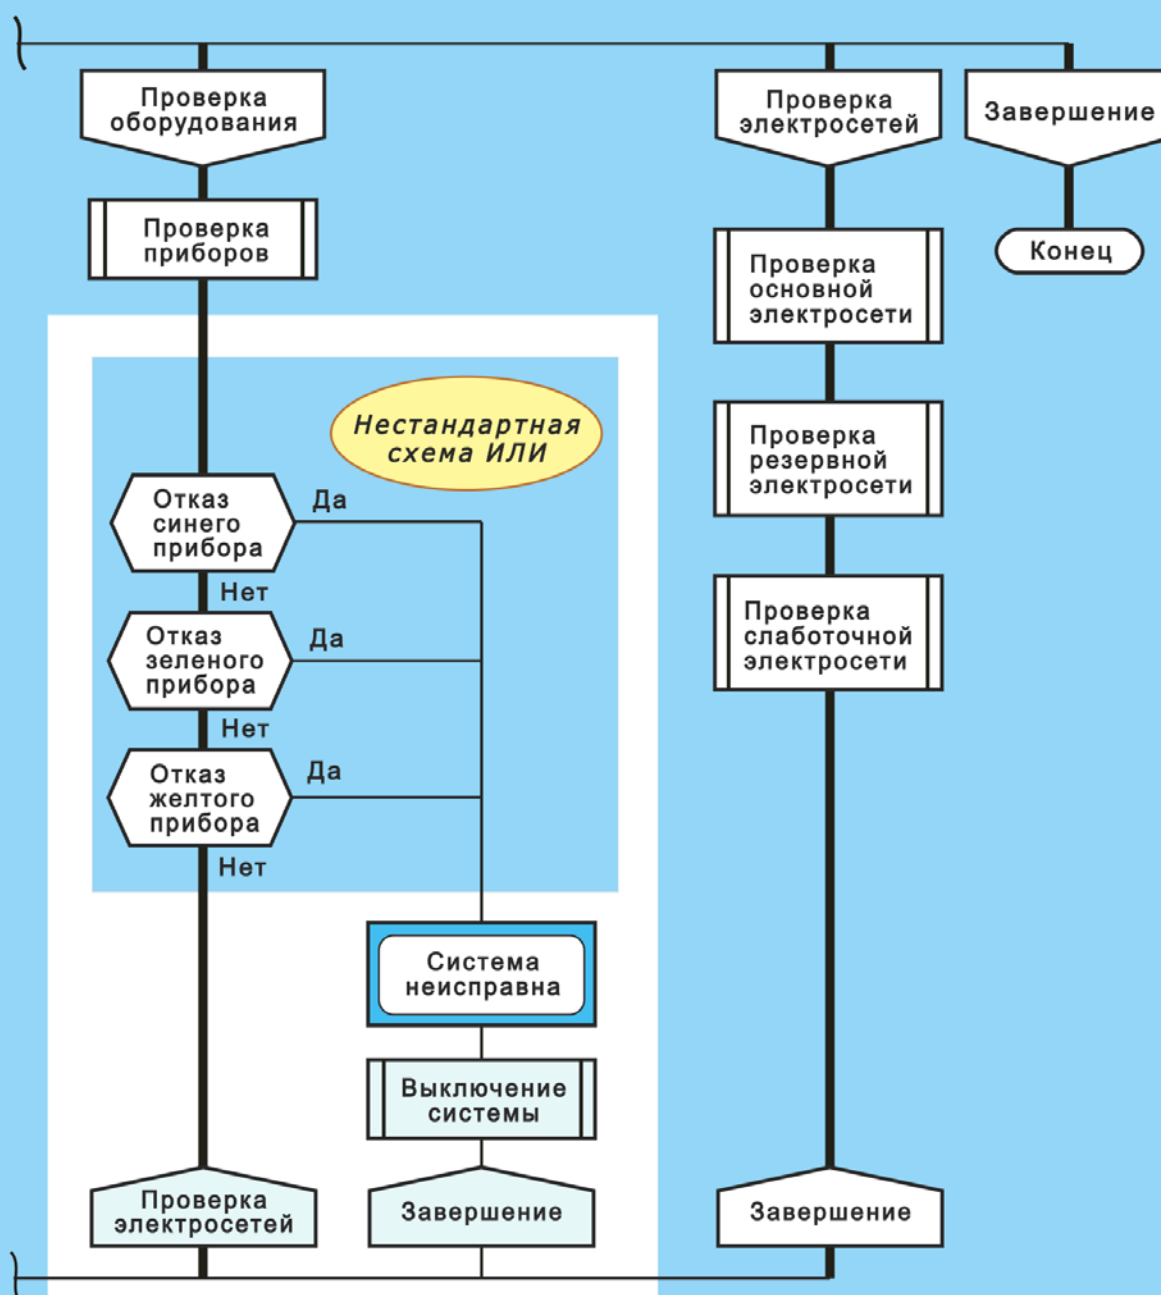 Проверка
оборудования
Проверка
приборов
Нестандартная
схема ИЛИ
Отказ
синего
прибора
Да
Нет
Отказ
зеленого
прибора
Да
Нет
Отказ
желтого
прибора
Да
Нет
Система
неисправна
Выключение
системы
Проверка
электросетей
Завершение
Проверка
электросетей
Проверка
основной
электросети
Проверка
резервной
электросети
Проверка
слаботочной
электросети
Завершение
Завершение
Конец